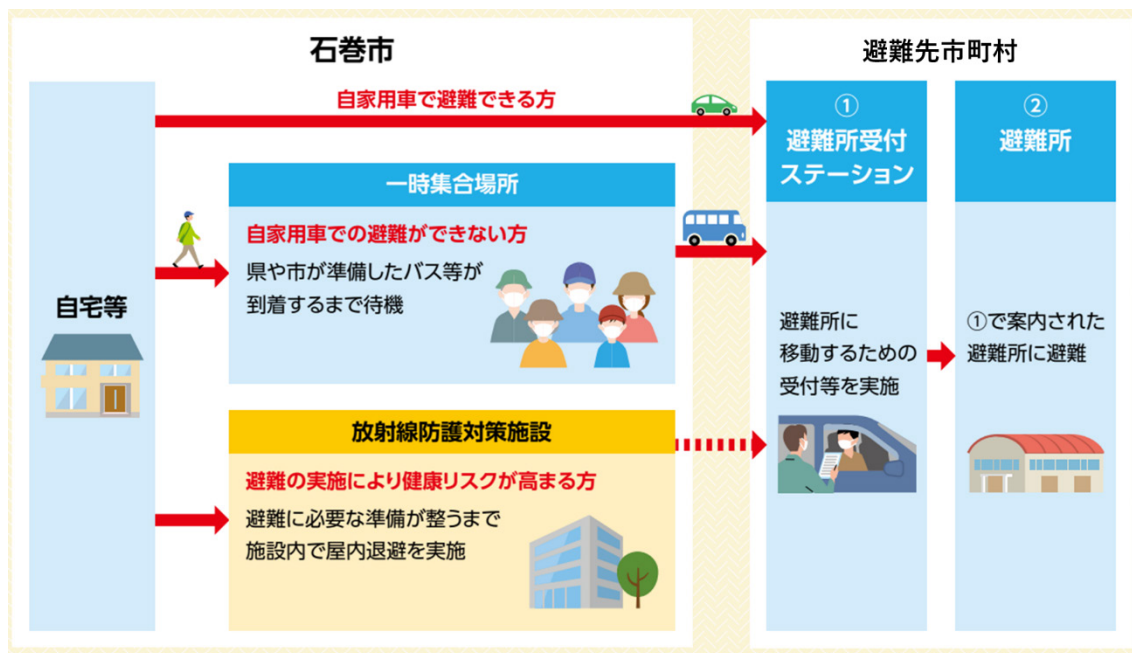 石巻市
避難先市町村
自宅等
自家用車で避難できる方
一時集合場所
自家用車での避難ができない方
県や市が準備したバス等が
到着するまで待機
放射線防護対策施設
避難の実施により健康リスクが高まる方
避難に必要な準備が整うまで
施設内で屋内退避を実施
①
避難所受付
ステーション
避難所に
移動するための
受付等を実施
②
避難所
①で案内された
避難所に避難